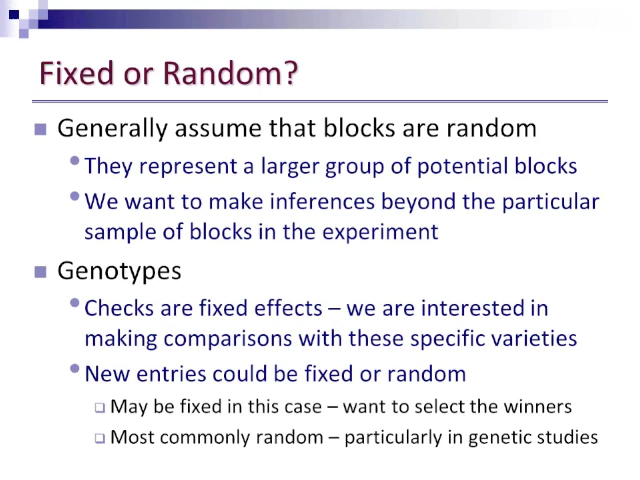 Fixed or Random?
Generally assume that blocks are random
They represent a larger group of potential blocks
We want to make inferences beyond the particular
sample of blocks in the experiment
Genotypes
Checks are fixed effects – we are interested in
making comparisons with these specific varieties
New entries could be fixed or random
May be fixed in this case – want to select the winners
Most commonly random – particularly in genetic studies